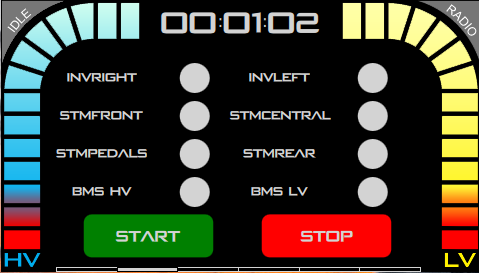 IDLE 00:01:02 RADIO
INVRIGHT INVLEFT
STMFRONT STMCENTRAL
STMPEDALS STMREAR
BMS HV BMS LV
START STOP
HV LV